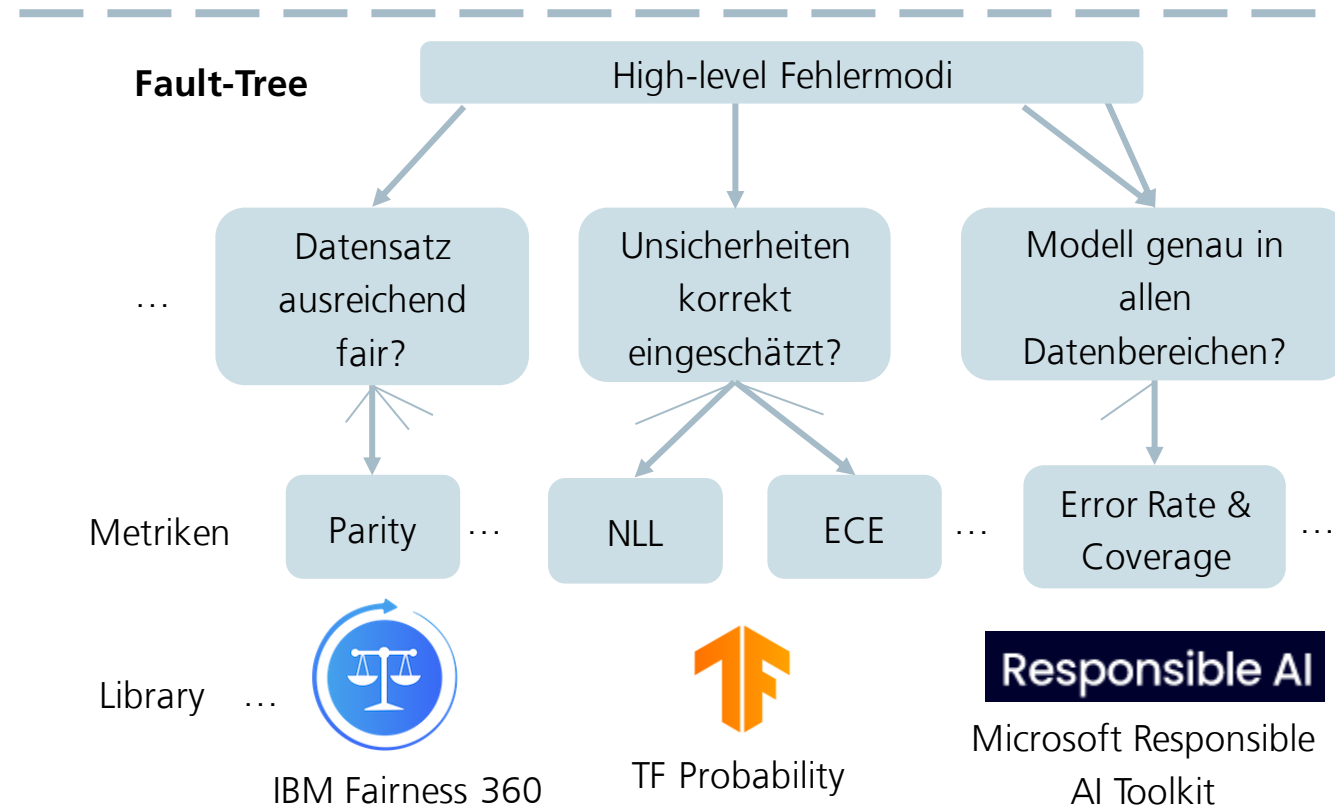 Fault-Tree
High-level Fehlermodi
…
Datensatz
ausreichend
fair?
Unsicherheiten
korrekt
eingeschätzt?
Modell genau in
allen
Datenbereichen?
Metriken
Parity
…
NLL
ECE
…
Error Rate &
Coverage
…
Library
…
IBM Fairness 360
TF
TF Probability
Responsible AI
Microsoft Responsible
AI Toolkit